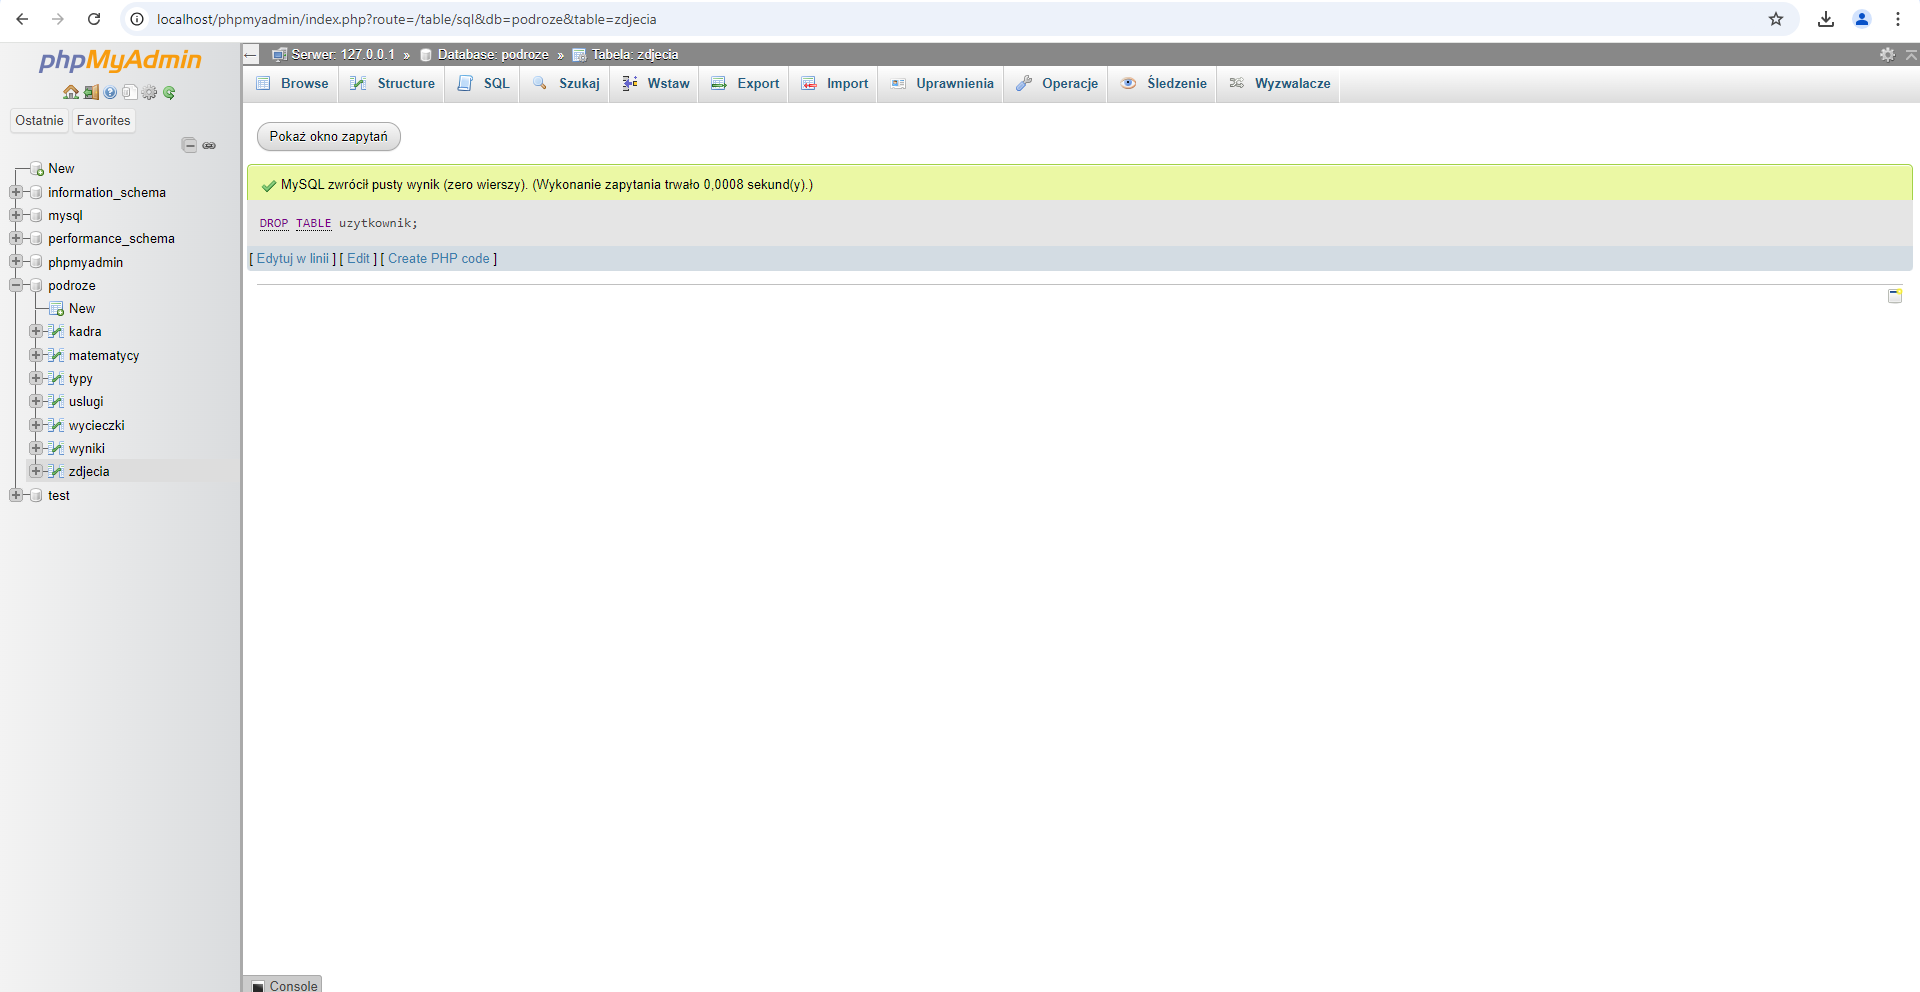 localhost/phpmyadmin/index.php?route=/table/sql&db=podroze&table=zdjecia
phpMyAdmin
Ostatnie Favorites
New
information_schema
mysql
performance_schema
phpmyadmin
podroze
New
kadra
matematycy
typy
uslugi
wycieczki
wyniki
zdjecia
test
Serwer: 127.0.0.1 » Database: podroze » Tabela: zdjecia
Browse Structure SQL Szukaj Wstaw Export Import Uprawnienia Operacje Śledzenie Wyzwalacze
Pokaż okno zapytań
MySQL zwrócił pusty wynik (zero wierszy). (Wykonanie zapytania trwało 0,0008 sekund(y).)
DROP TABLE uzytkownik;
[ Edytuj w linii ] [ Edit ] [ Create PHP code ]
Console